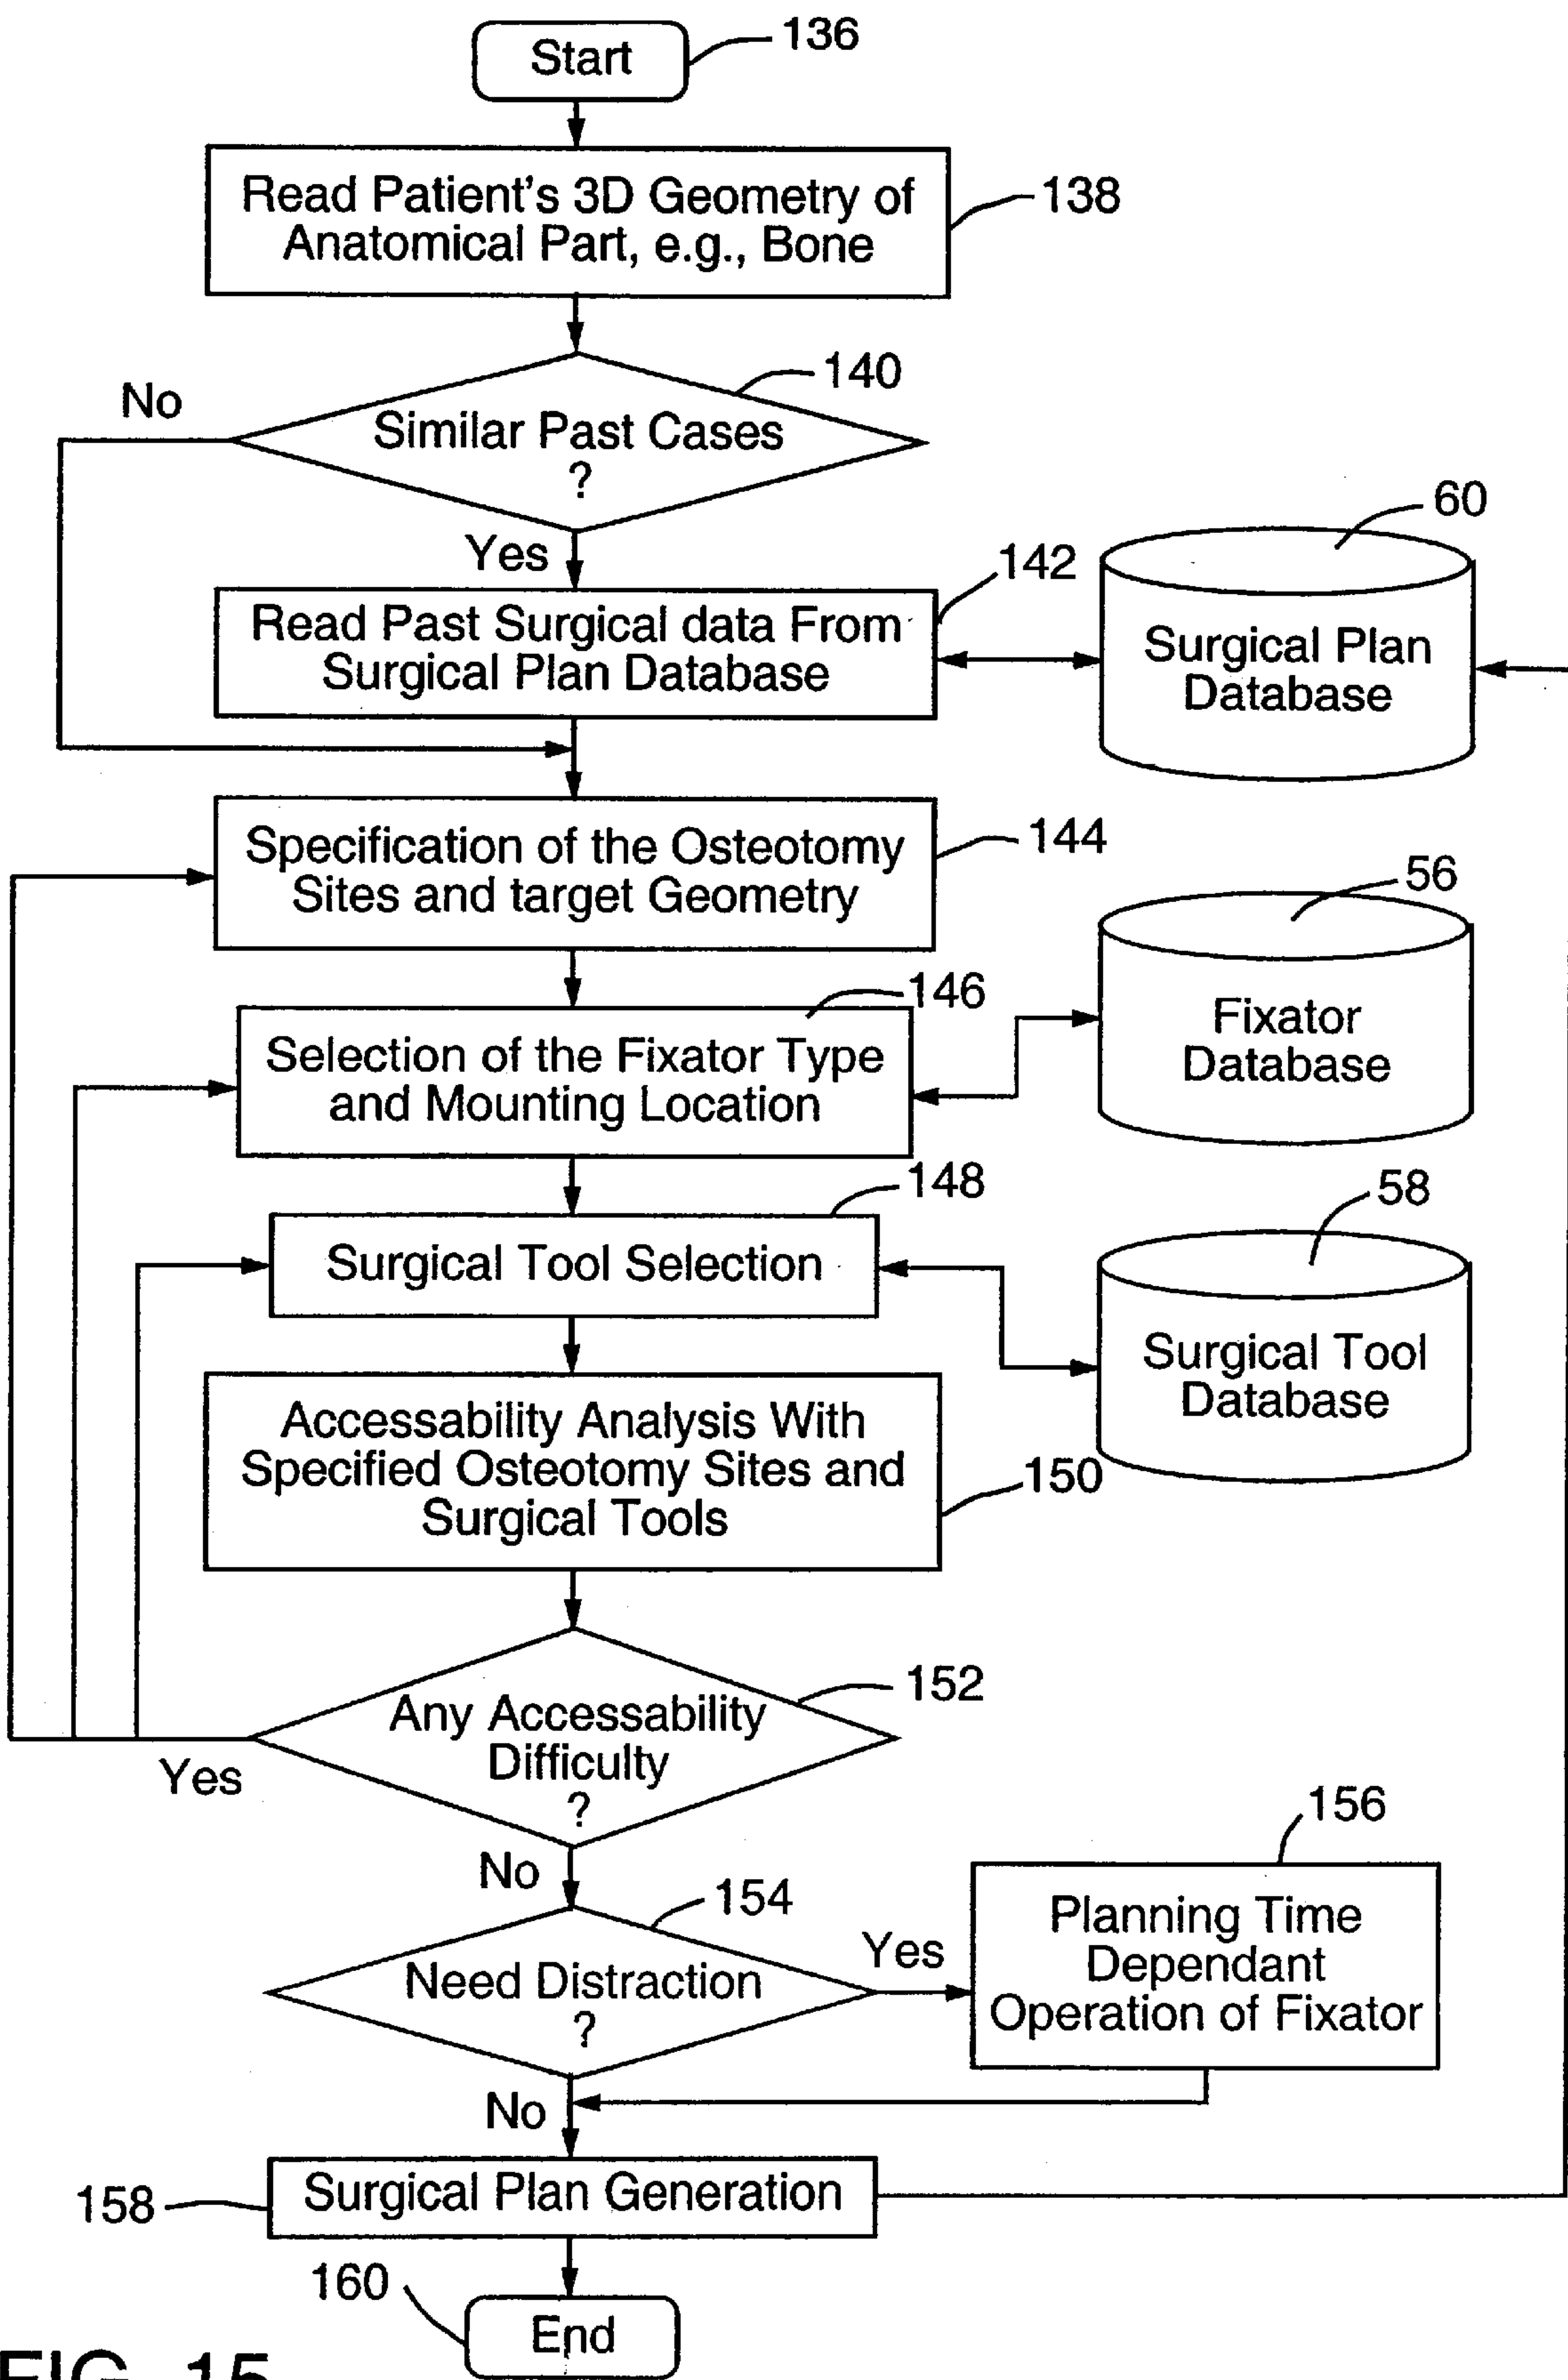 Start
136
Read Patient's 3D Geometry of
Anatomical Part, e.g., Bone
138
140
No
Similar Past Cases
?
Yes
60
142
Read Past Surgical data From
Surgical Plan Database
Surgical Plan
Database
Specification of the Osteotomy
Sites and target Geometry
144
56
146
Selection of the Fixator Type
and Mounting Location
Fixator
Database
148
58
Surgical Tool Selection
Surgical Tool
Database
Accessability Analysis With
Specified Osteotomy Sites and
Surgical Tools
150
152
Any Accessability
Difficulty
?
Yes
No
154
156
Need Distraction
?
Yes
Planning Time
Dependant
Operation of Fixator
No
158
Surgical Plan Generation
160
End
FIG. 15